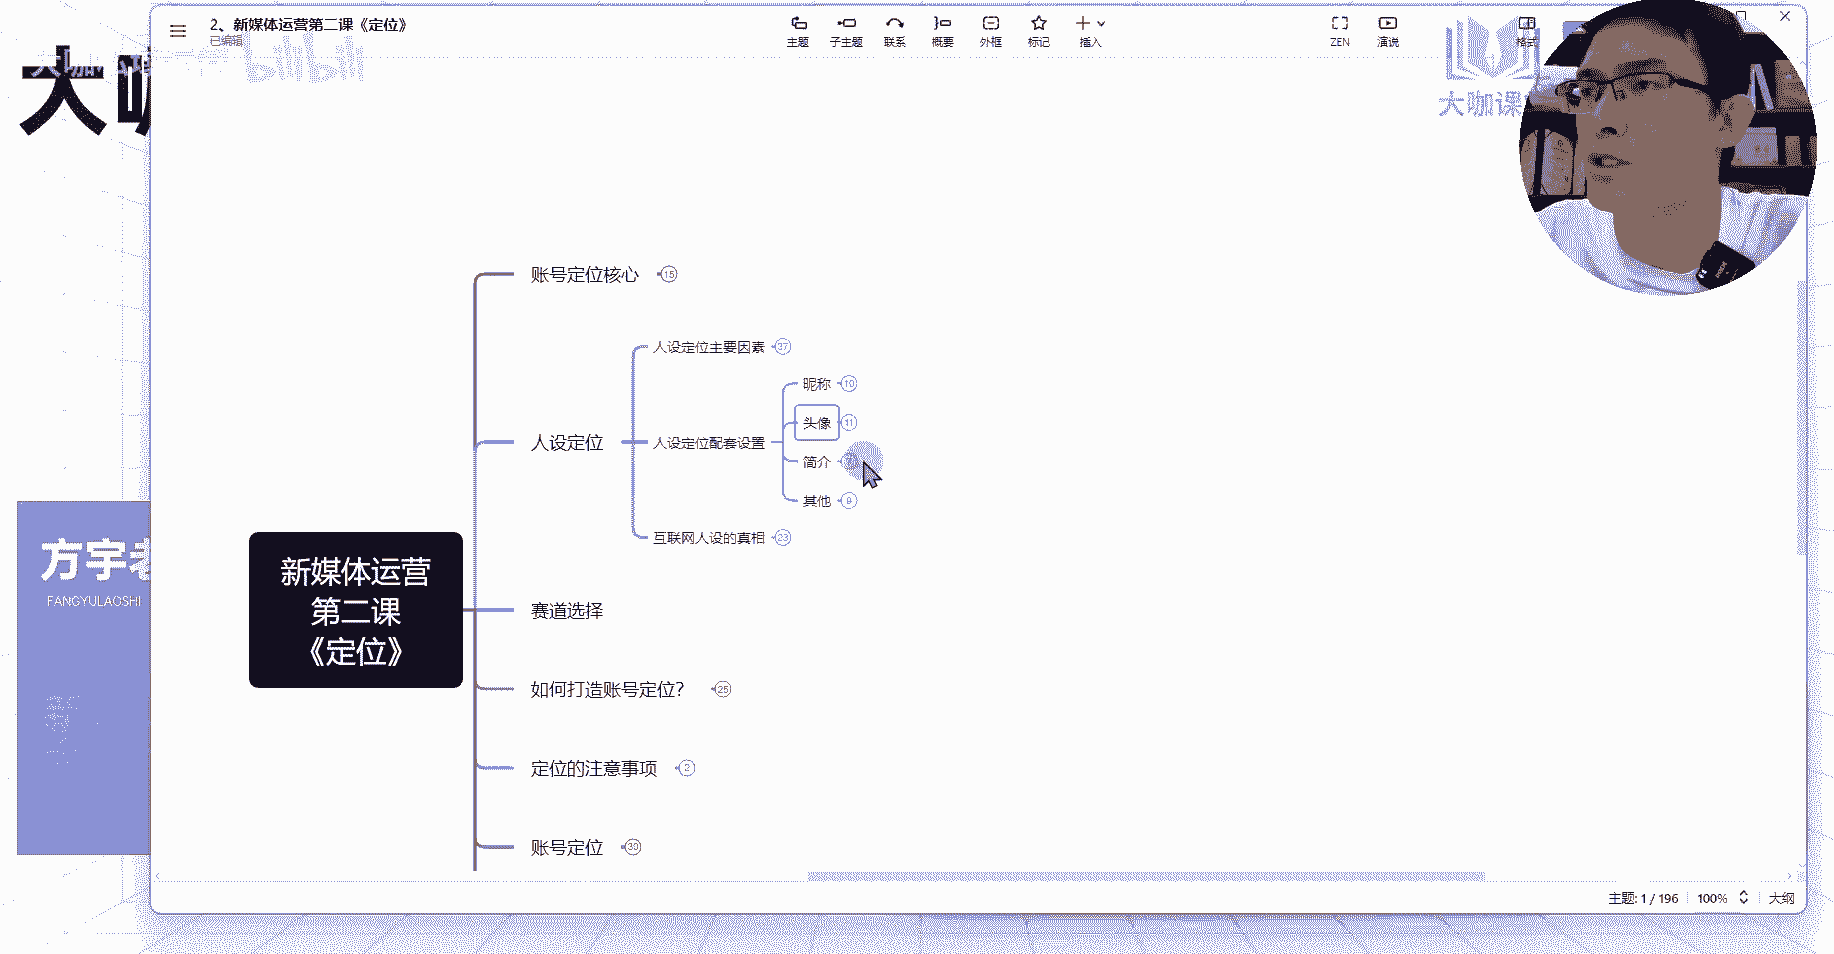 2、新媒体运营第二课《定位》
已编辑
主题
子主题
联系
概要
外框
标记
插入
ZEN
演说
格式
bilibili
大咖课
大咖
账号定位核心 15
人设定位主要因素 37
昵称 10
头像 11
人设定位
人设定位配套设置
简介
其他 9
互联网人设的真相 23
方宇老
FANGYULAOSHI
新媒体运营
第二课
《定位》
赛道选择
如何打造账号定位? 25
定位的注意事项 2
账号定位 30
主题: 1 / 196
100%
大纲